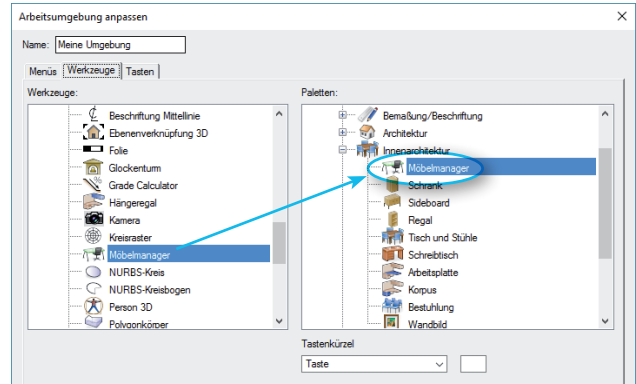 Arbeitsumgebung anpassen
Name: Meine Umgebung
Menüs Werkzeuge Tasten
Werkzeuge:
Beschriftung Mittellinie
Ebenenverknüpfung 3D
Folie
Glockenturm
Grade Calculator
Hängeregal
Kamera
Kreisraster
Möbelmanager
NURBS-Kreis
NURBS-Kreisbogen
Person 3D
Polygonkörper
Paletten:
Bemaßung/Beschriftung
Architektur
Innenarchitektur
Möbelmanager
Schrank
Sideboard
Regal
Tisch und Stühle
Schreibtisch
Arbeitsplatte
Korpus
Bestuhlung
Wandbild
Tastenkürzel
Taste